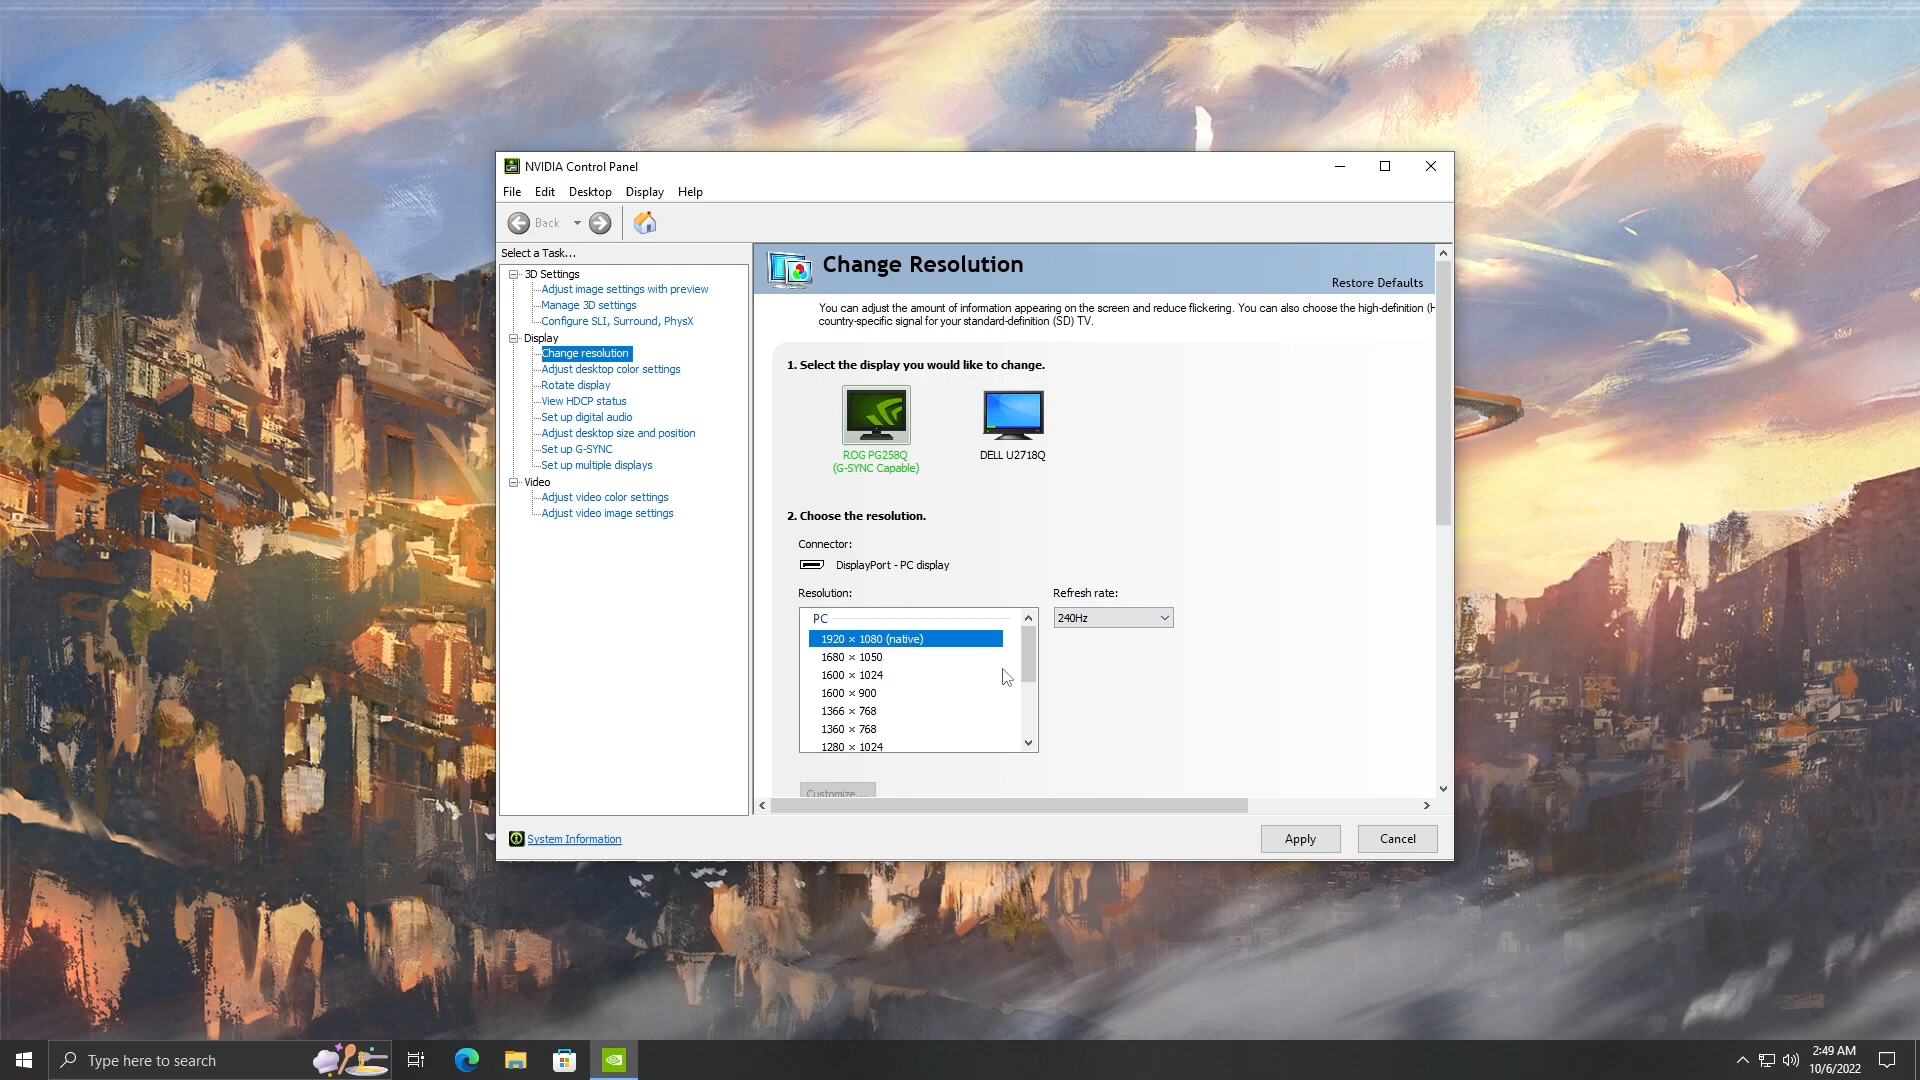 NVIDIA Control Panel
File Edit Desktop Display Help
Back
Select a Task...
3D Settings
Adjust image settings with preview
Manage 3D settings
Configure SLI, Surround, PhysX
Display
Change resolution
Adjust desktop color settings
Rotate display
View HDCP status
Set up digital audio
Adjust desktop size and position
Set up G-SYNC
Set up multiple displays
Video
Adjust video color settings
Adjust video image settings
System Information
Change Resolution
Restore Defaults
You can adjust the amount of information appearing on the screen and reduce flickering. You can also choose the high-definition (H
country-specific signal for your standard-definition (SD) TV.
1. Select the display you would like to change.
ROG PG258Q
(G-SYNC Capable)
DELL U2718Q
2. Choose the resolution.
Connector:
DisplayPort - PC display
Resolution:
Refresh rate:
PC
240Hz
1920 × 1080 (native)
1680 × 1050
1600 × 1024
1600 × 900
1366 × 768
1360 × 768
1280 × 1024
Customize...
Apply
Cancel
Type here to search
2:49 AM
10/6/2022